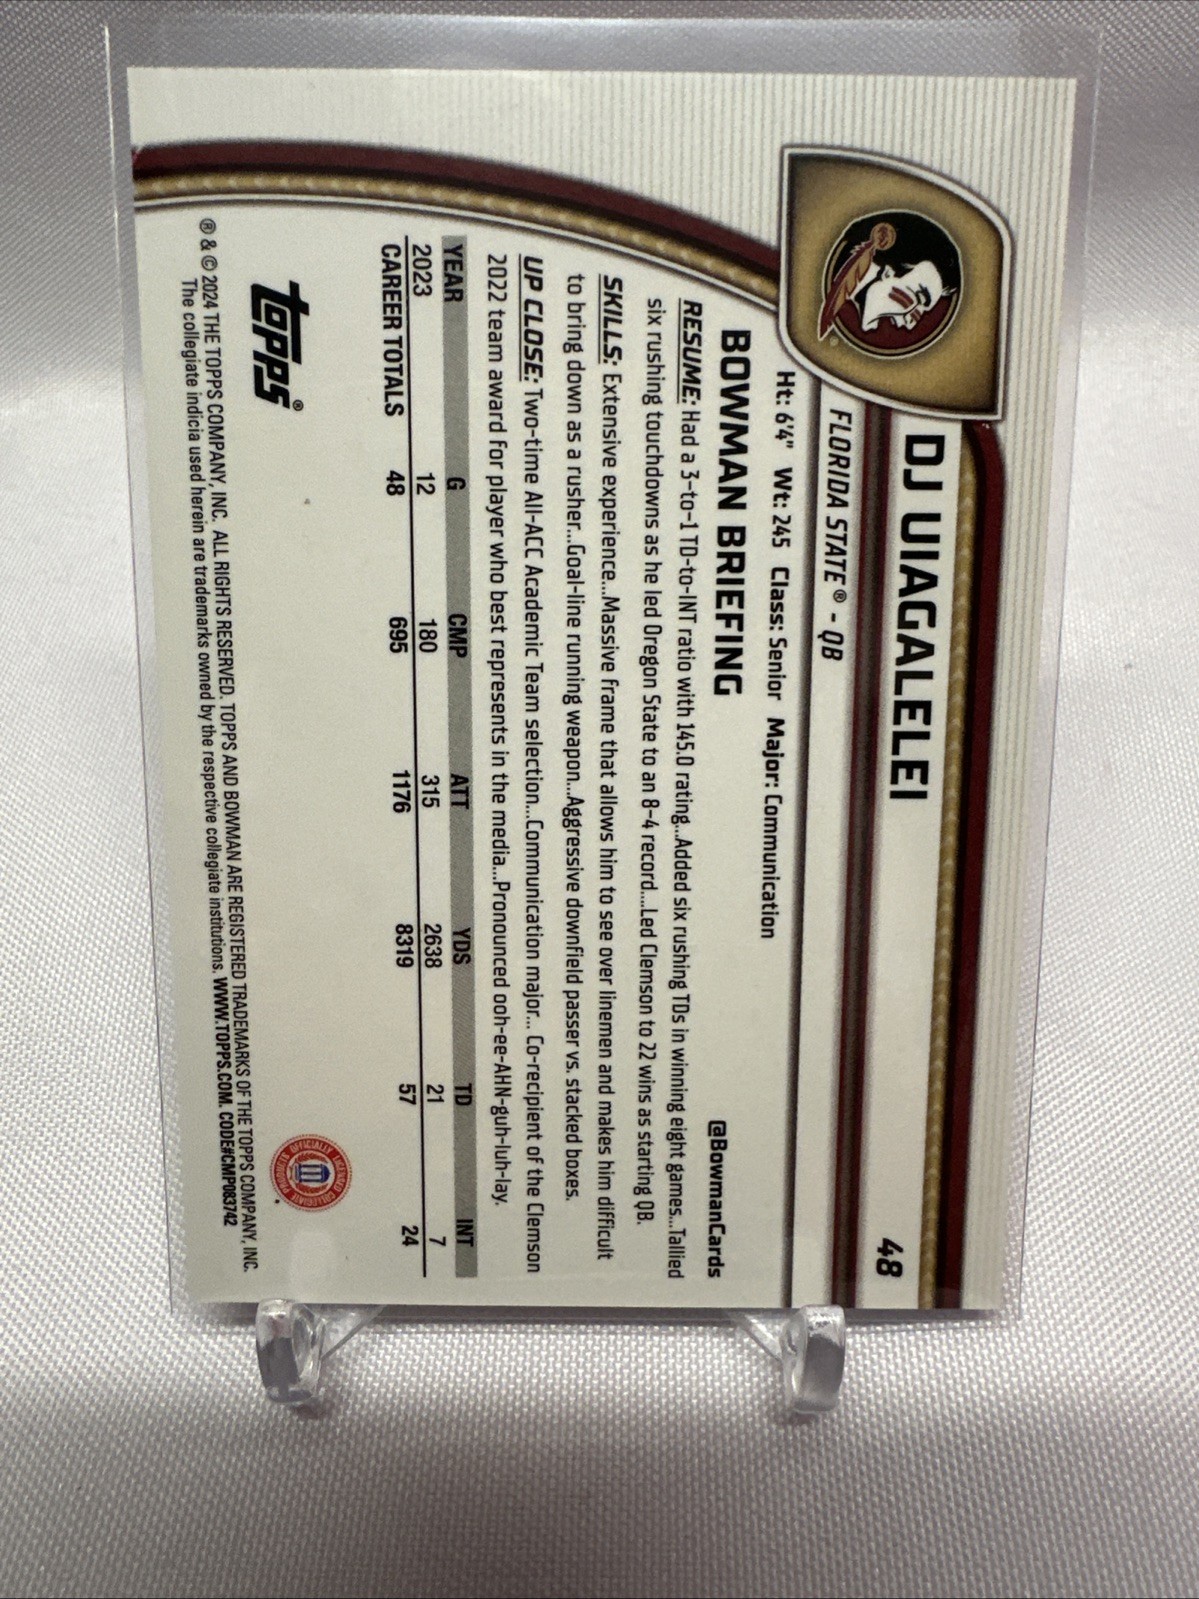 DJ UIAGALELEI
48
FLORIDA STATE® - QB
Ht: 6'4" Wt: 245 Class: Senior Major: Communication
BOWMAN BRIEFING
@BowmanCards
RESUME: Had a 3-to-1 TD-to-INT ratio with 145.0 rating...Added six rushing TDs in winning eight games...Tallied
six rushing touchdowns as he led Oregon State to an 8-4 record....Led Clemson to 22 wins as starting QB.
SKILLS: Extensive experience...Massive frame that allows him to see over linemen and makes him difficult
to bring down as a rusher...Goal-line running weapon...Aggressive downfield passer vs. stacked boxes.
UP CLOSE: Two-time All-ACC Academic Team selection...Communication major... Co-recipient of the Clemson
2022 team award for player who best represents in the media...Pronounced ooh-ee-AHN-guh-luh-lay.
YEAR G CMP ATT YDS TD INT
2023 12 180 315 2638 21 7
CAREER TOTALS 48 695 1176 8319 57 24
topps®
OFFICIALLY LICENSED COLLEGIATE PRODUCTS
® & © 2024 THE TOPPS COMPANY, INC. ALL RIGHTS RESERVED. TOPPS AND BOWMAN ARE REGISTERED TRADEMARKS OF THE TOPPS COMPANY, INC.
The collegiate indicia used herein are trademarks owned by the respective collegiate institutions. WWW.TOPPS.COM. CODE#CMP083742